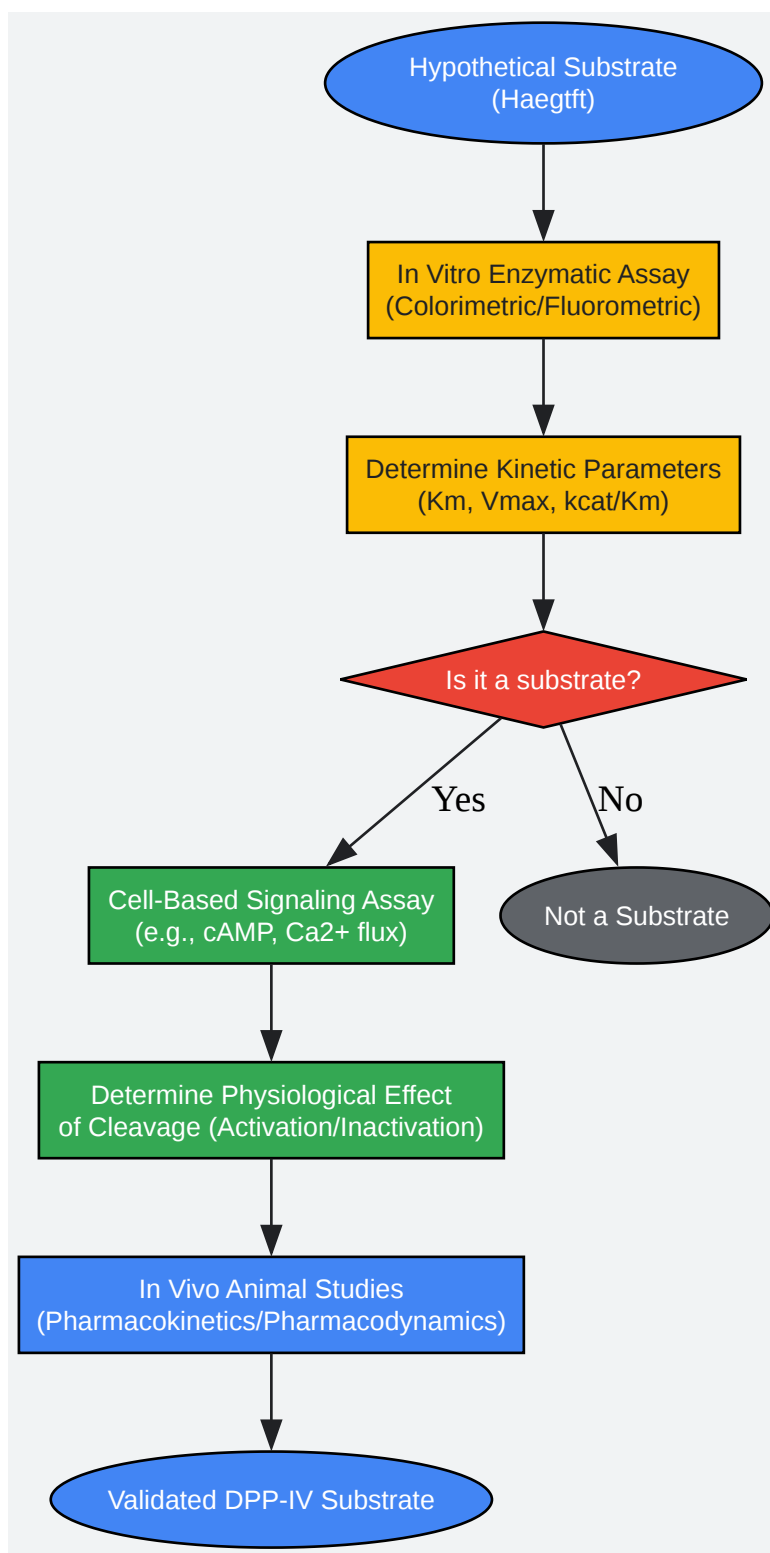 Hypothetical Substrate
(Haegtft)
In Vitro Enzymatic Assay
(Colorimetric/Fluorometric)
Determine Kinetic Parameters
(Km, Vmax, kcat/Km)
Is it a substrate?
Yes
No
Cell-Based Signaling Assay
(e.g., cAMP, Ca2+ flux)
Not a Substrate
Determine Physiological Effect
of Cleavage (Activation/Inactivation)
In Vivo Animal Studies
(Pharmacokinetics/Pharmacodynamics)
Validated DPP-IV Substrate